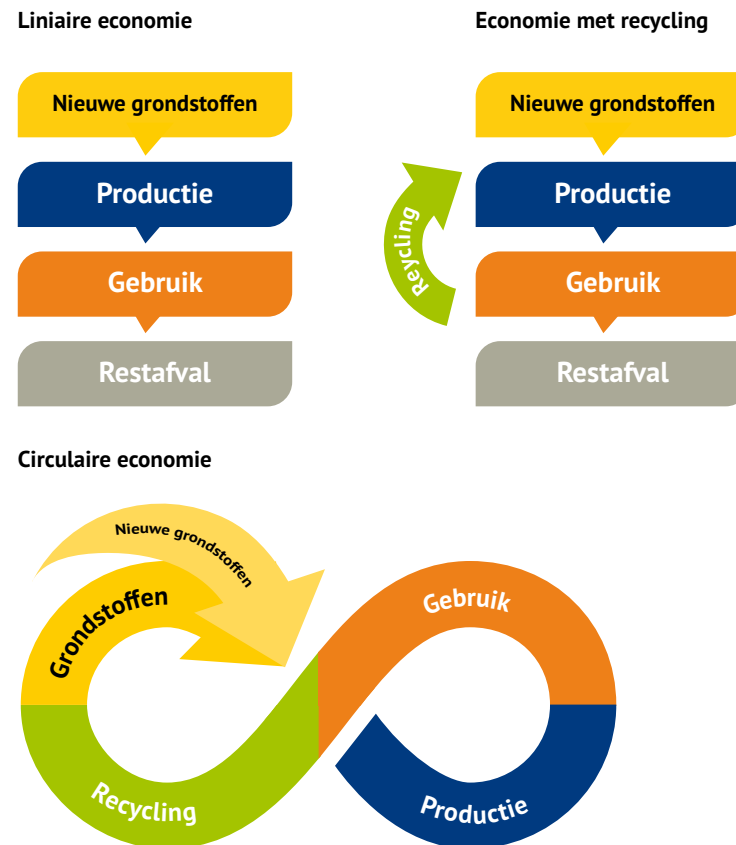 Liniaire economie
Nieuwe grondstoffen
Productie
Gebruik
Restafval
Economie met recycling
Nieuwe grondstoffen
Productie
Gebruik
Restafval
Reycling
Circulaire economie
Nieuwe grondstoffen
Grondstoffen
Gebruik
Recycling
Productie